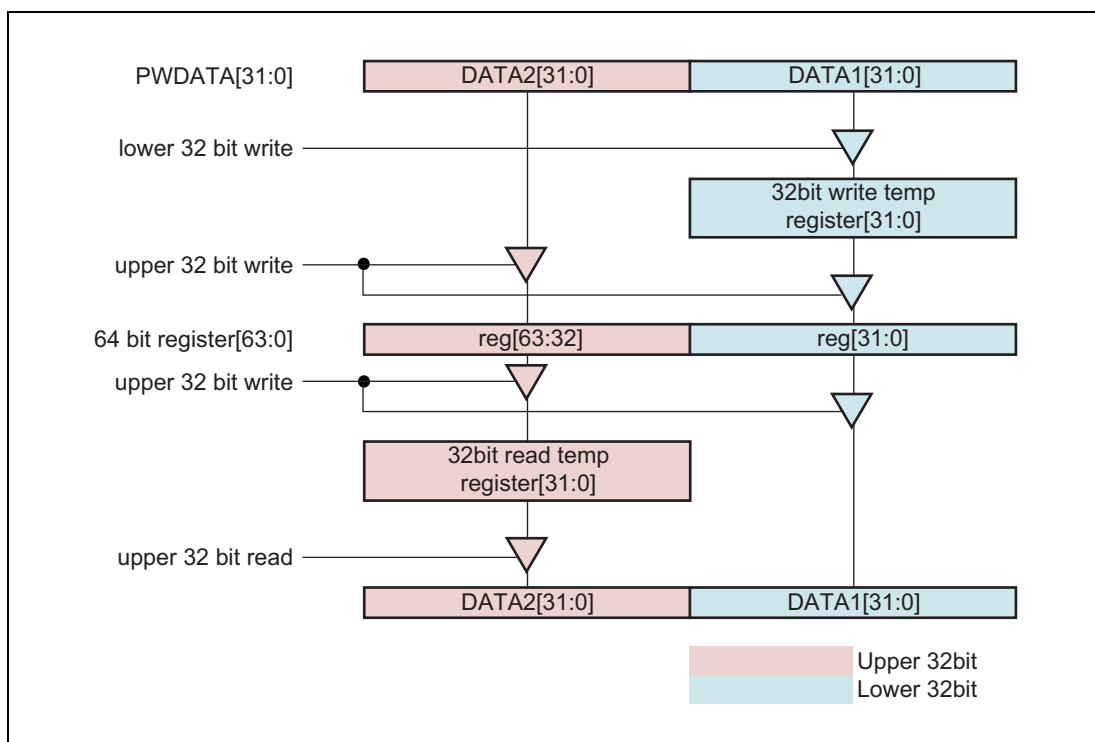 PWDATA[31:0]
DATA2[31:0]
DATA1[31:0]
lower 32 bit write
32bit write temp
register[31:0]
upper 32 bit write
64 bit register[63:0]
reg[63:32]
reg[31:0]
upper 32 bit write
32bit read temp
register[31:0]
upper 32 bit read
DATA2[31:0]
DATA1[31:0]
Upper 32bit
Lower 32bit